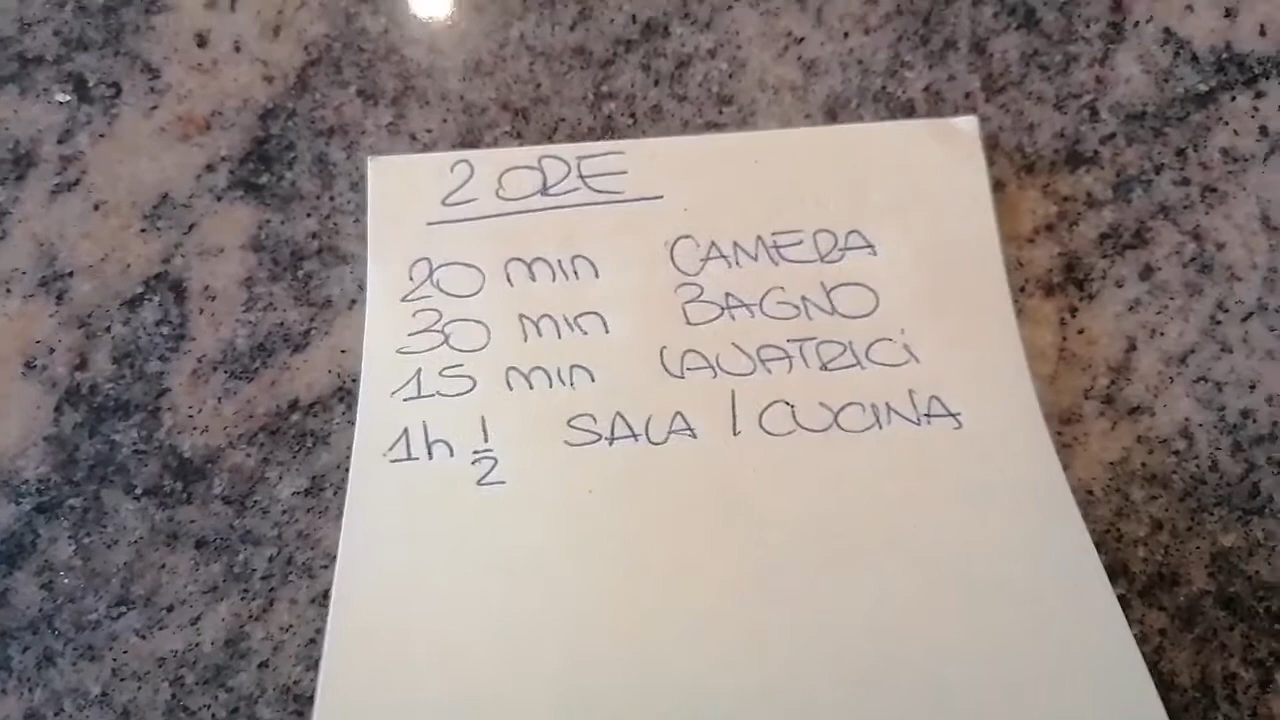 2 ORE
20 min CAMERA
30 min BAGNO
15 min LAVATRICi
1h 1/2 SALA / CUCINA